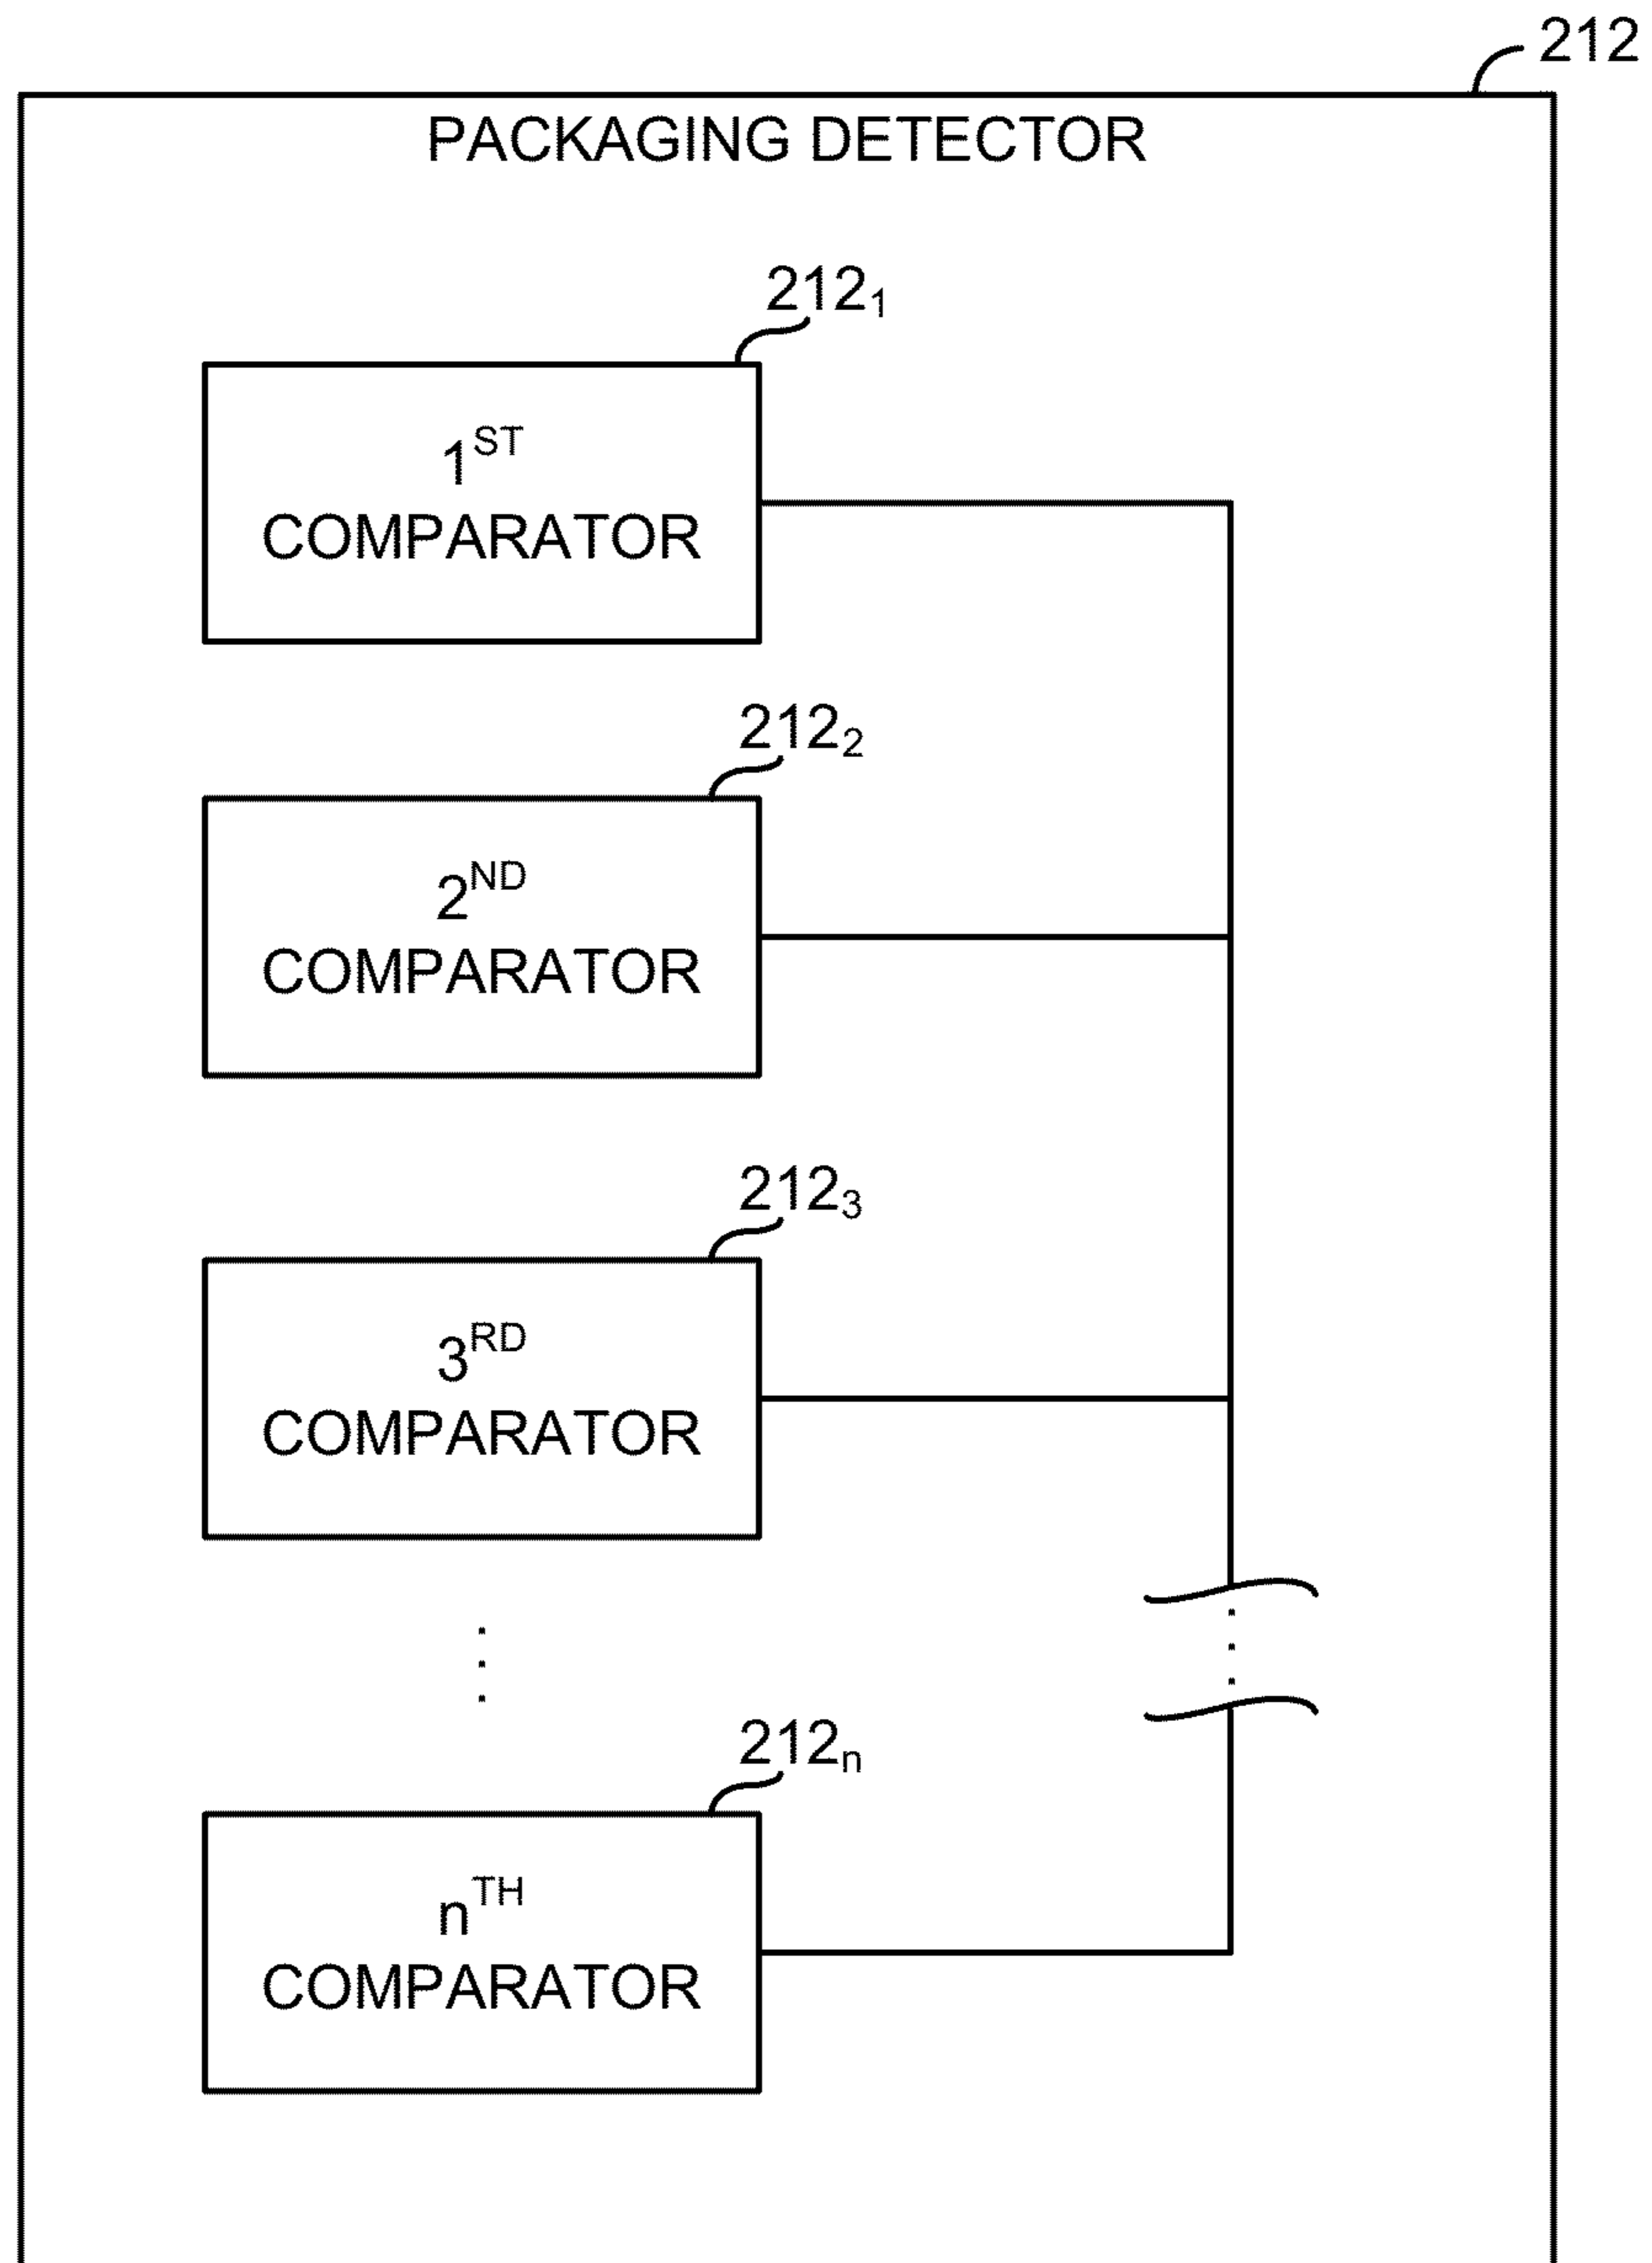 212
PACKAGING DETECTOR
212₁
1ˢᵀ
COMPARATOR
212₂
2ᴺᴰ
COMPARATOR
212₃
3ᴿᴰ
COMPARATOR
212ₙ
nᵀᴴ
COMPARATOR